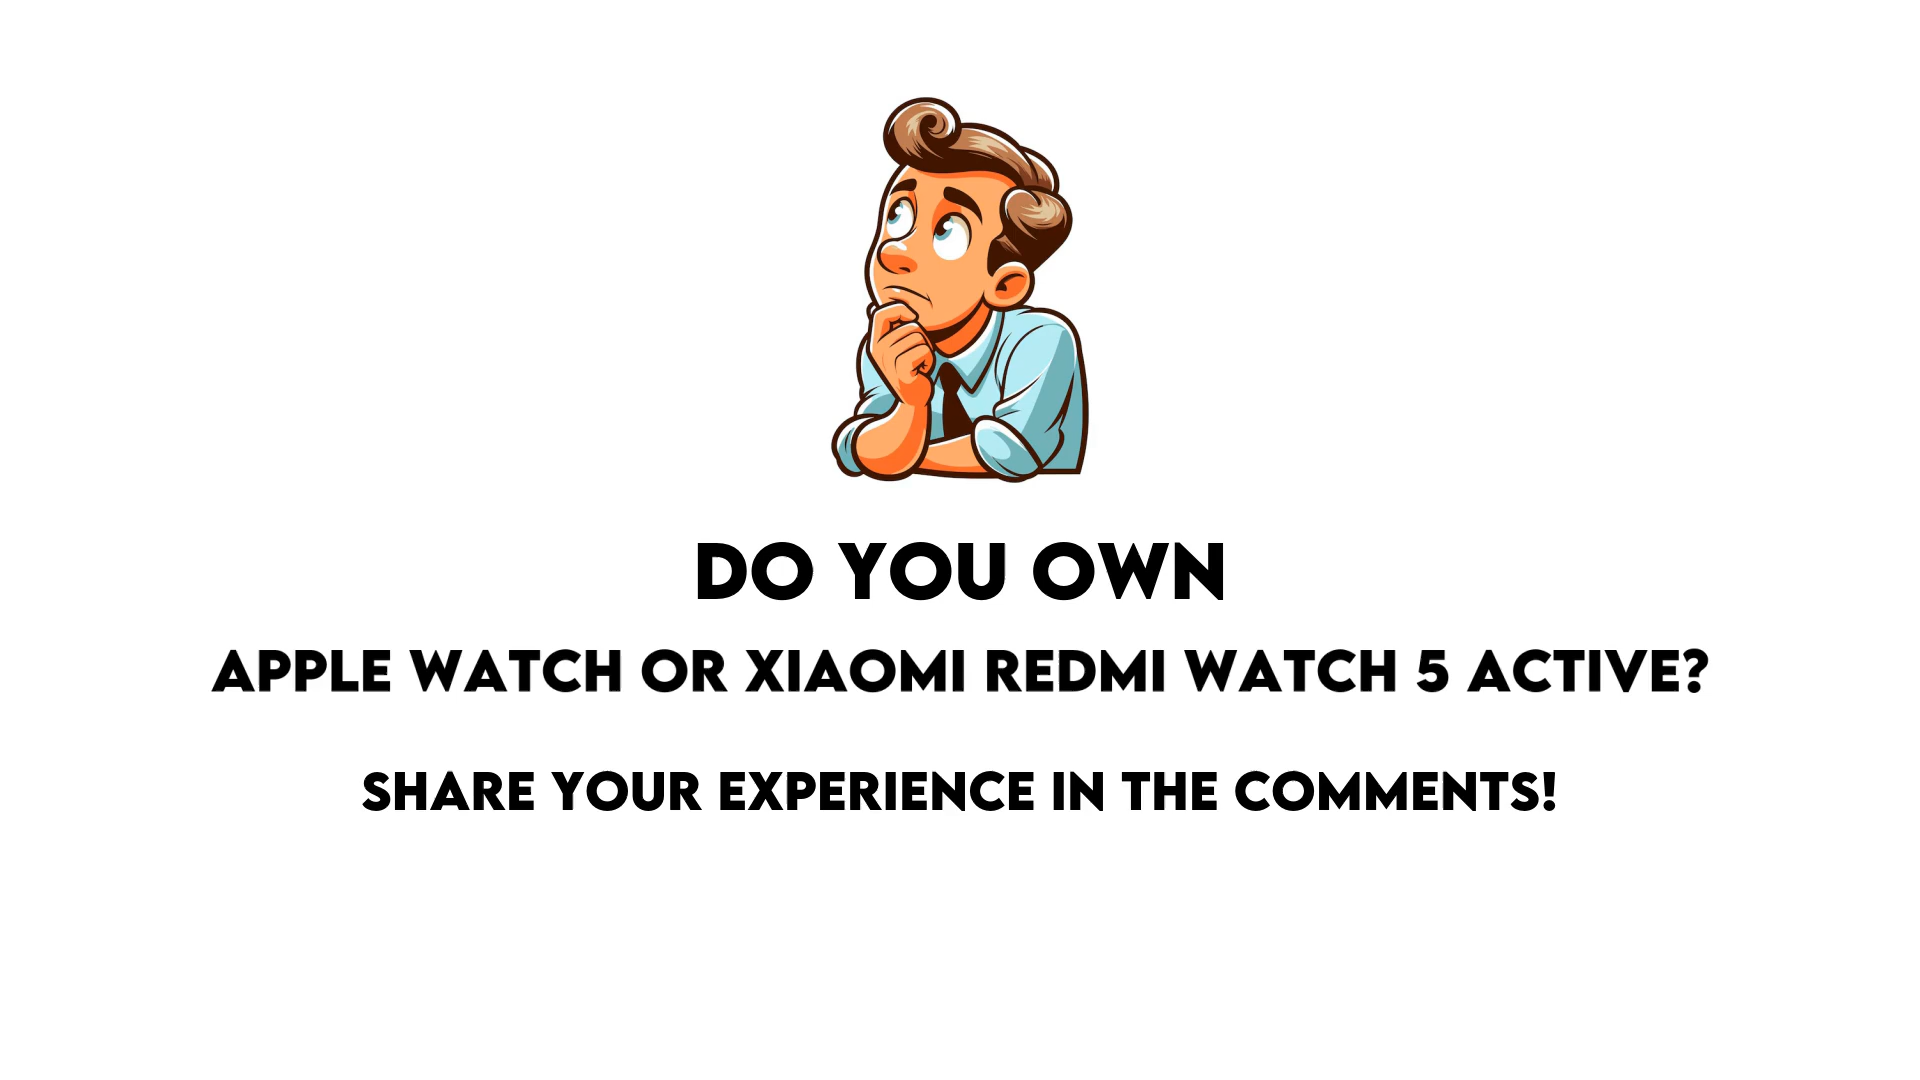 DO YOU OWN
APPLE WATCH OR XIAOMI REDMI WATCH 5 ACTIVE?
SHARE YOUR EXPERIENCE IN THE COMMENTS!